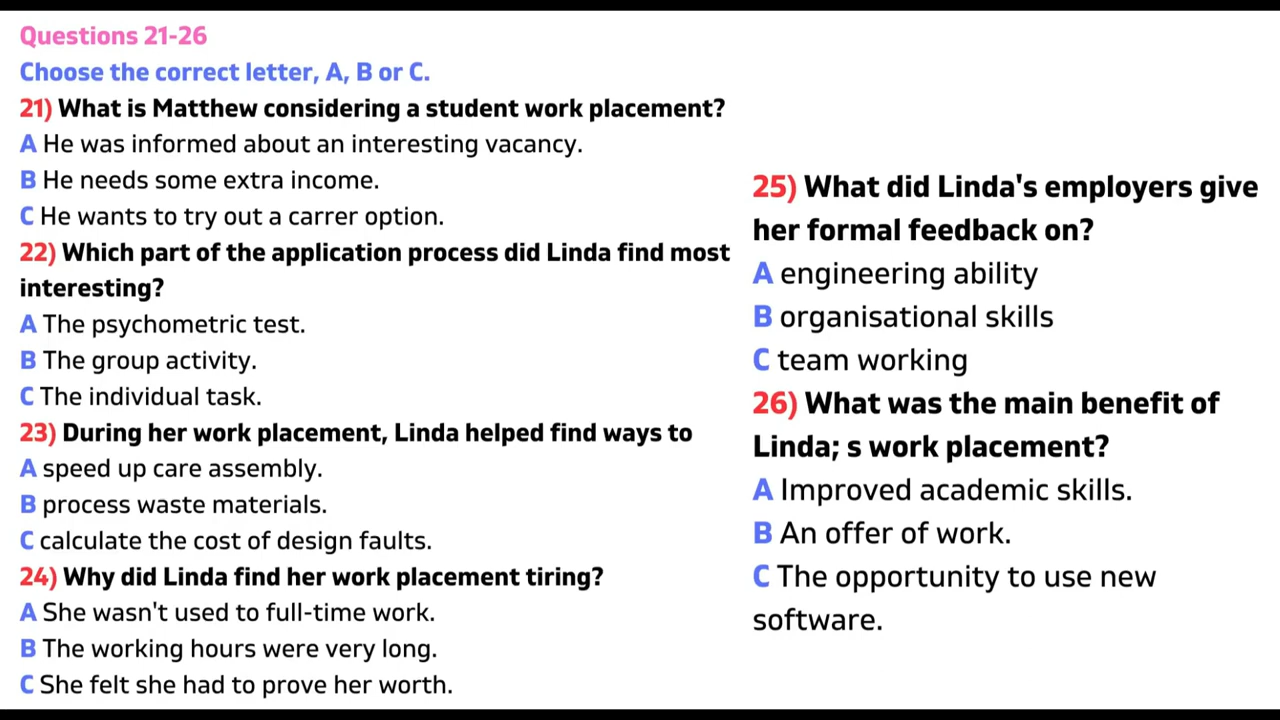 Questions 21-26
Choose the correct letter, A, B or C.
21) What is Matthew considering a student work placement?
A He was informed about an interesting vacancy.
B He needs some extra income.
C He wants to try out a carrer option.
22) Which part of the application process did Linda find most
interesting?
A The psychometric test.
B The group activity.
C The individual task.
23) During her work placement, Linda helped find ways to
A speed up care assembly.
B process waste materials.
C calculate the cost of design faults.
24) Why did Linda find her work placement tiring?
A She wasn't used to full-time work.
B The working hours were very long.
C She felt she had to prove her worth.
25) What did Linda's employers give
her formal feedback on?
A engineering ability
B organisational skills
C team working
26) What was the main benefit of
Linda; s work placement?
A Improved academic skills.
B An offer of work.
C The opportunity to use new
software.